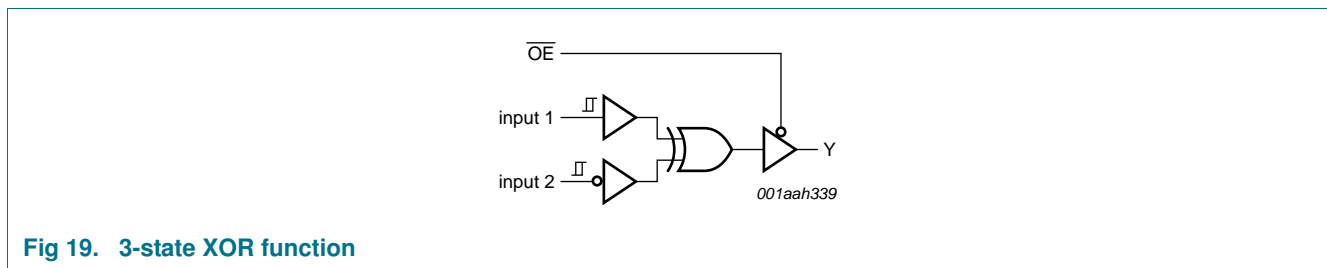 OE
input 1
Y
input 2
001aah339
Fig 19. 3-state XOR function